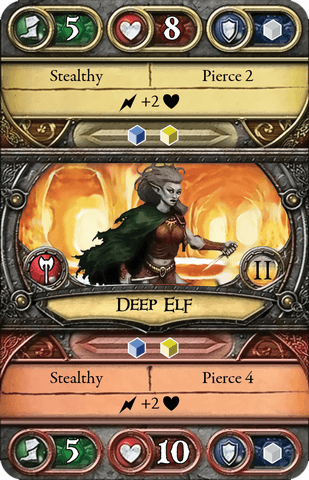 5 8
Stealthy Pierce 2
+2
II
DEEP ELF
Stealthy Pierce 4
+2
5 10